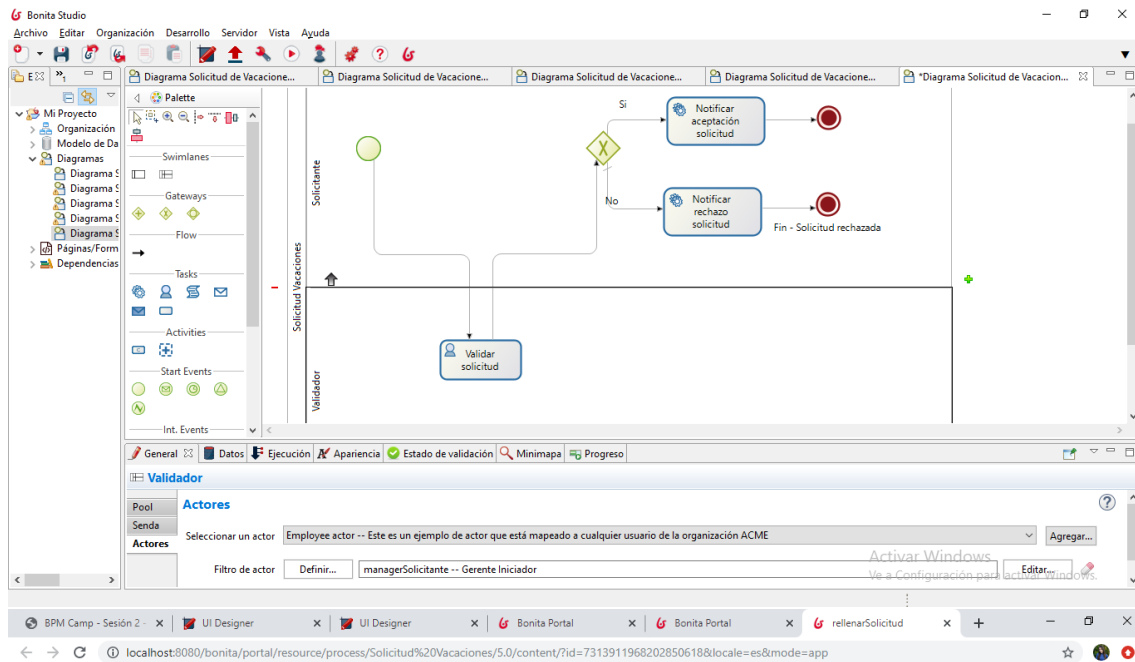 Bonita Studio
Archivo Editar Organización Desarrollo Servidor Vista Ayuda
E
Diagrama Solicitud de Vacacione...
Diagrama Solicitud de Vacacione...
Diagrama Solicitud de Vacacione...
Diagrama Solicitud de Vacacione...
*Diagrama Solicitud de Vacacion...
Mi Proyecto
Organización
Modelo de Da
Diagramas
Diagrama S
Diagrama S
Diagrama S
Diagrama S
Diagrama S
Páginas/Form
Dependencias
Palette
Swimlanes
Gateways
Flow
Tasks
Activities
Start Events
Int. Events
Solicitud Vacaciones
Solicitante
Si
Notificar
aceptación
solicitud
No
Notificar
rechazo
solicitud
Fin - Solicitud rechazada
Validador
Validar
solicitud
General Datos Ejecución Apariencia Estado de validación Minimapa Progreso
Validador
Pool
Senda
Actores
Actores
Seleccionar un actor Employee actor -- Este es un ejemplo de actor que está mapeado a cualquier usuario de la organización ACME Agregar...
Filtro de actor Definir... managerSolicitante -- Gerente Iniciador Editar...
Activar Windows
Ve a Configuración para activar Windows.
BPM Camp - Sesión 2 - UI Designer UI Designer Bonita Portal Bonita Portal rellenarSolicitud
localhost:8080/bonita/portal/resource/process/Solicitud%20Vacaciones/5.0/content/?id=7313911968202850618&locale=es&mode=app